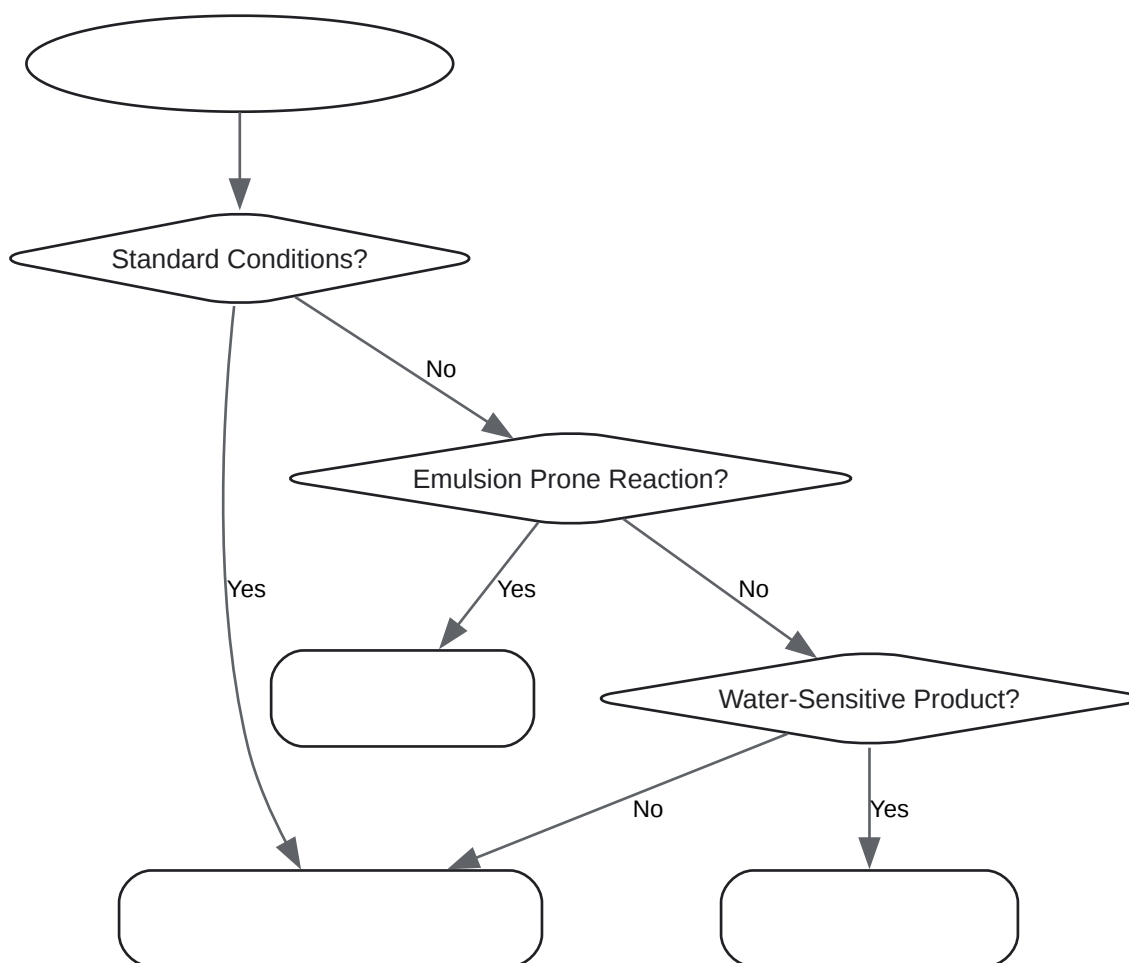 Standard Conditions?
No
Emulsion Prone Reaction?
Yes
Yes
No
Water-Sensitive Product?
No
Yes